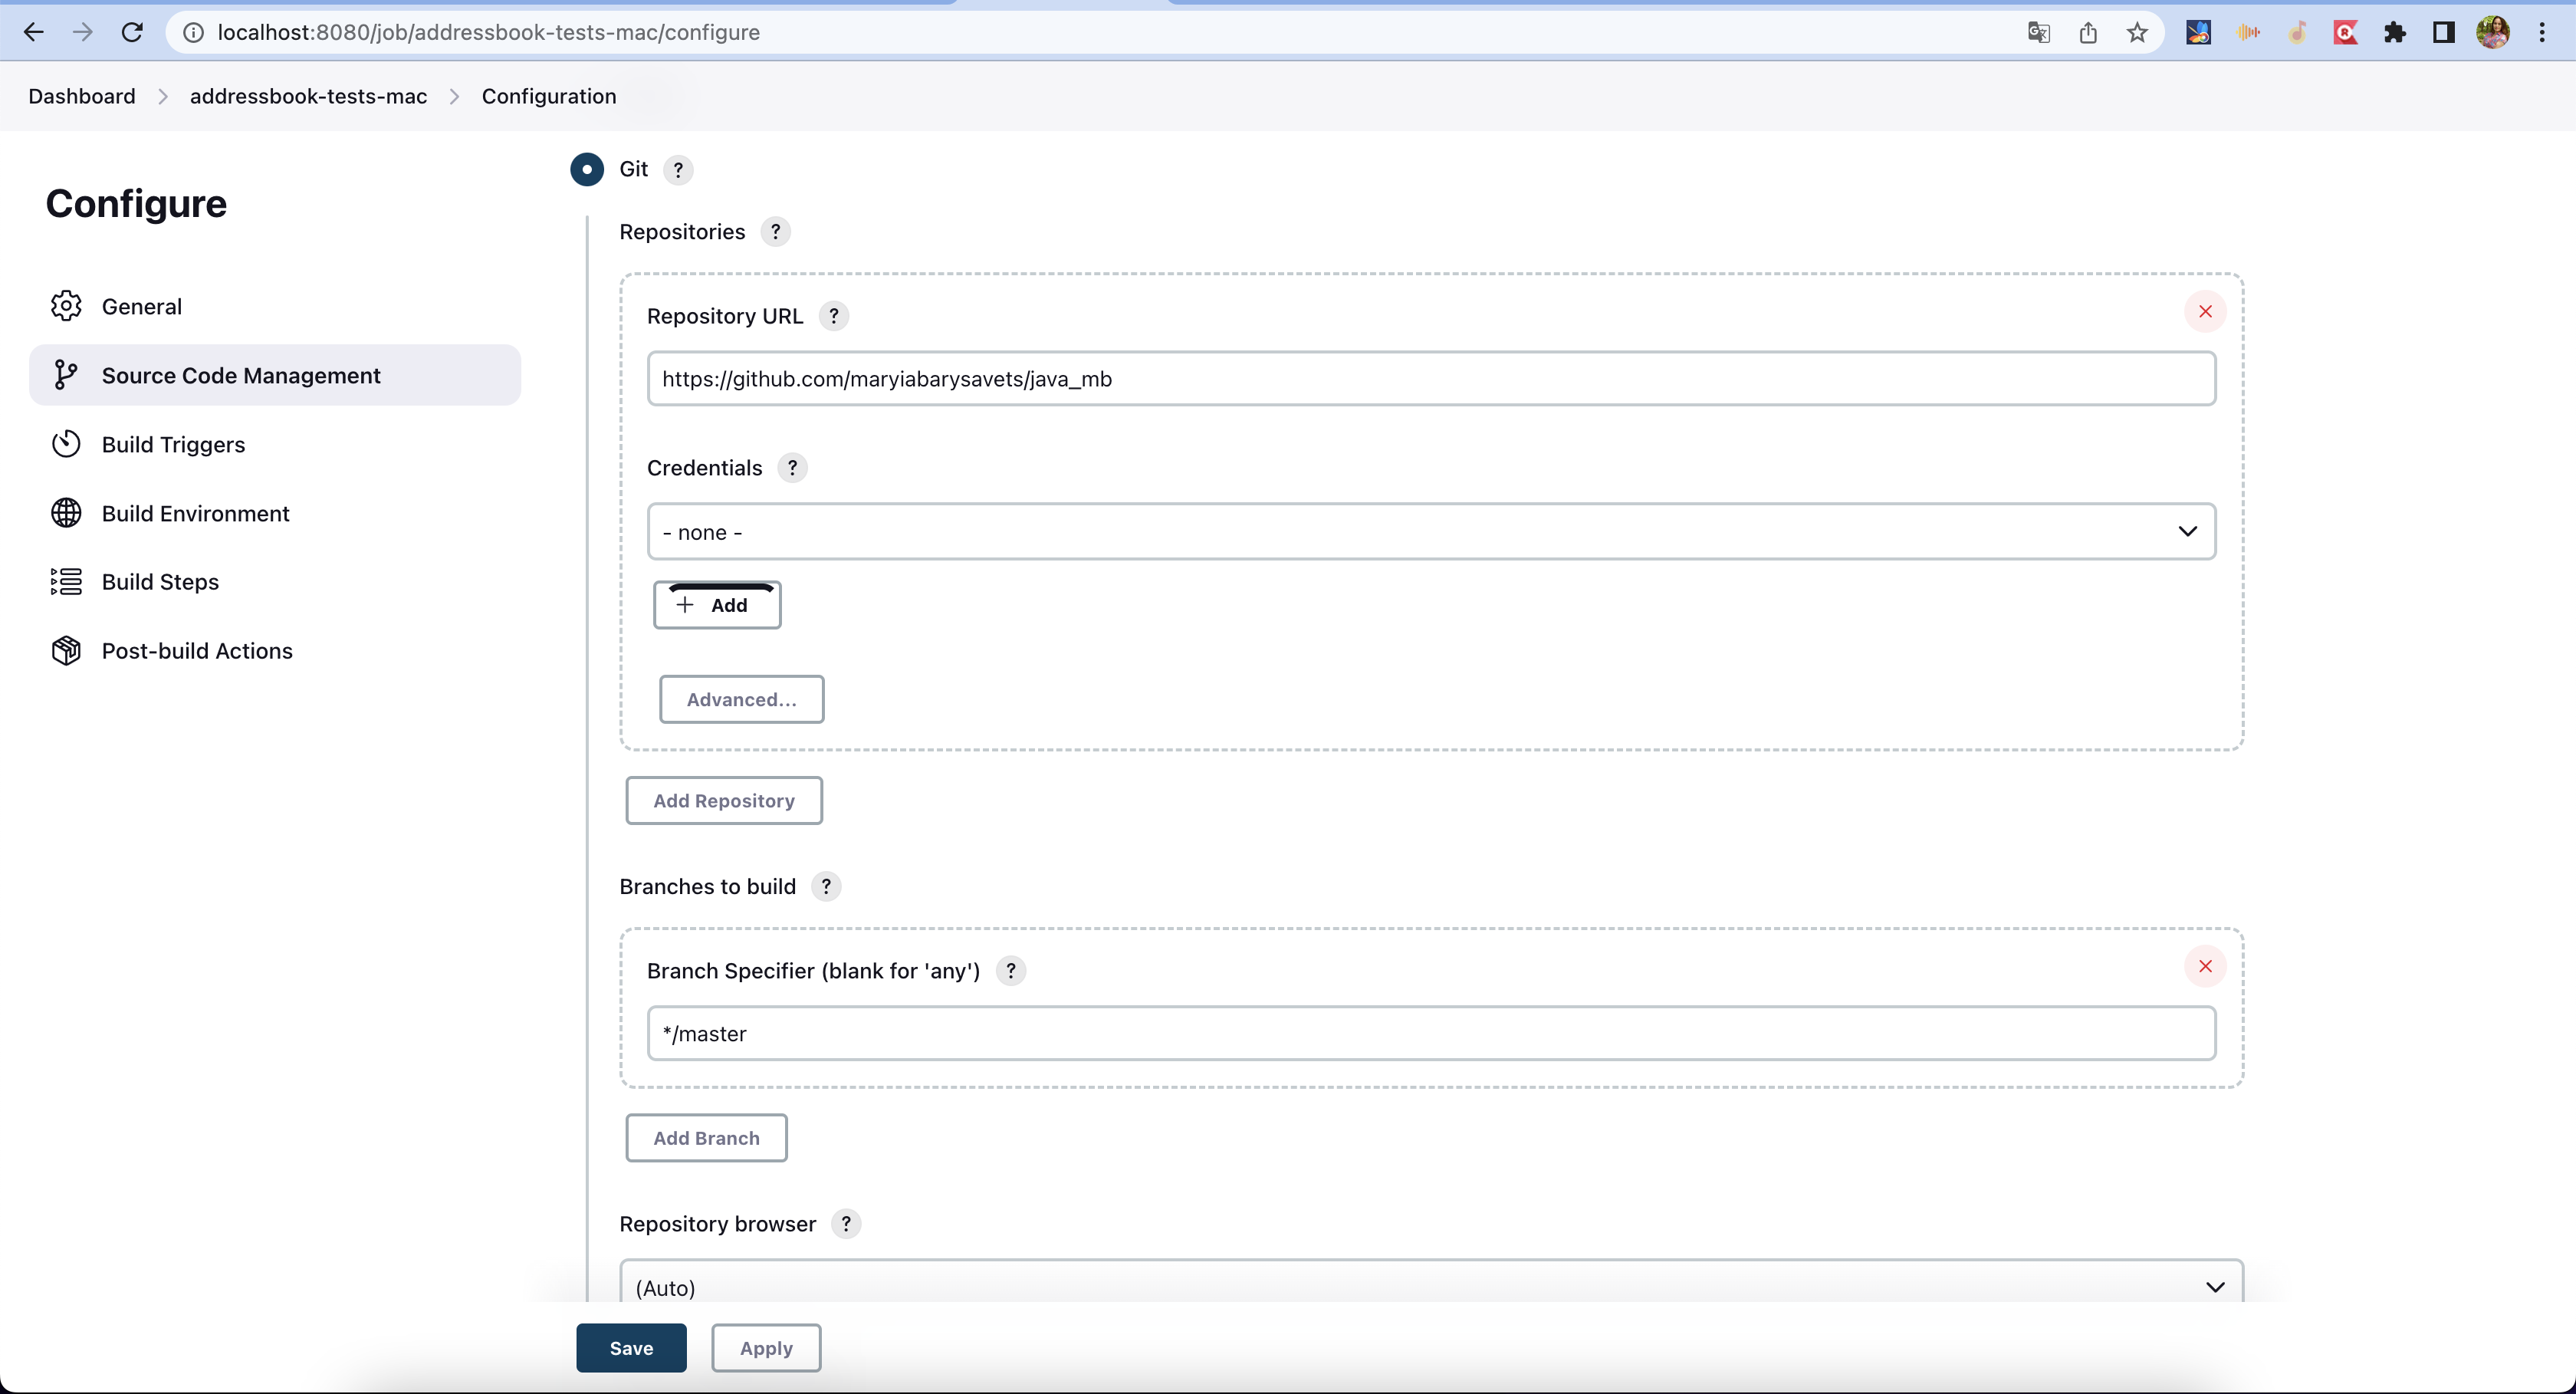 localhost:8080/job/addressbook-tests-mac/configure
Dashboard > addressbook-tests-mac > Configuration
Configure
General
Source Code Management
Build Triggers
Build Environment
Build Steps
Post-build Actions
Git ?
Repositories ?
Repository URL ?
https://github.com/maryiabarysavets/java_mb
Credentials ?
- none -
+ Add
Advanced...
Add Repository
Branches to build ?
Branch Specifier (blank for 'any') ?
*/master
Add Branch
Repository browser ?
(Auto)
Save Apply